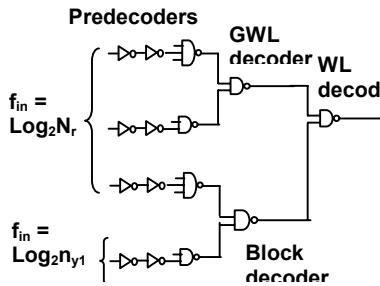 Predecoders
GWL
decoder
WL
decod
f_in =
Log₂N_r
f_in =
Log₂n_y1
Block
decoder